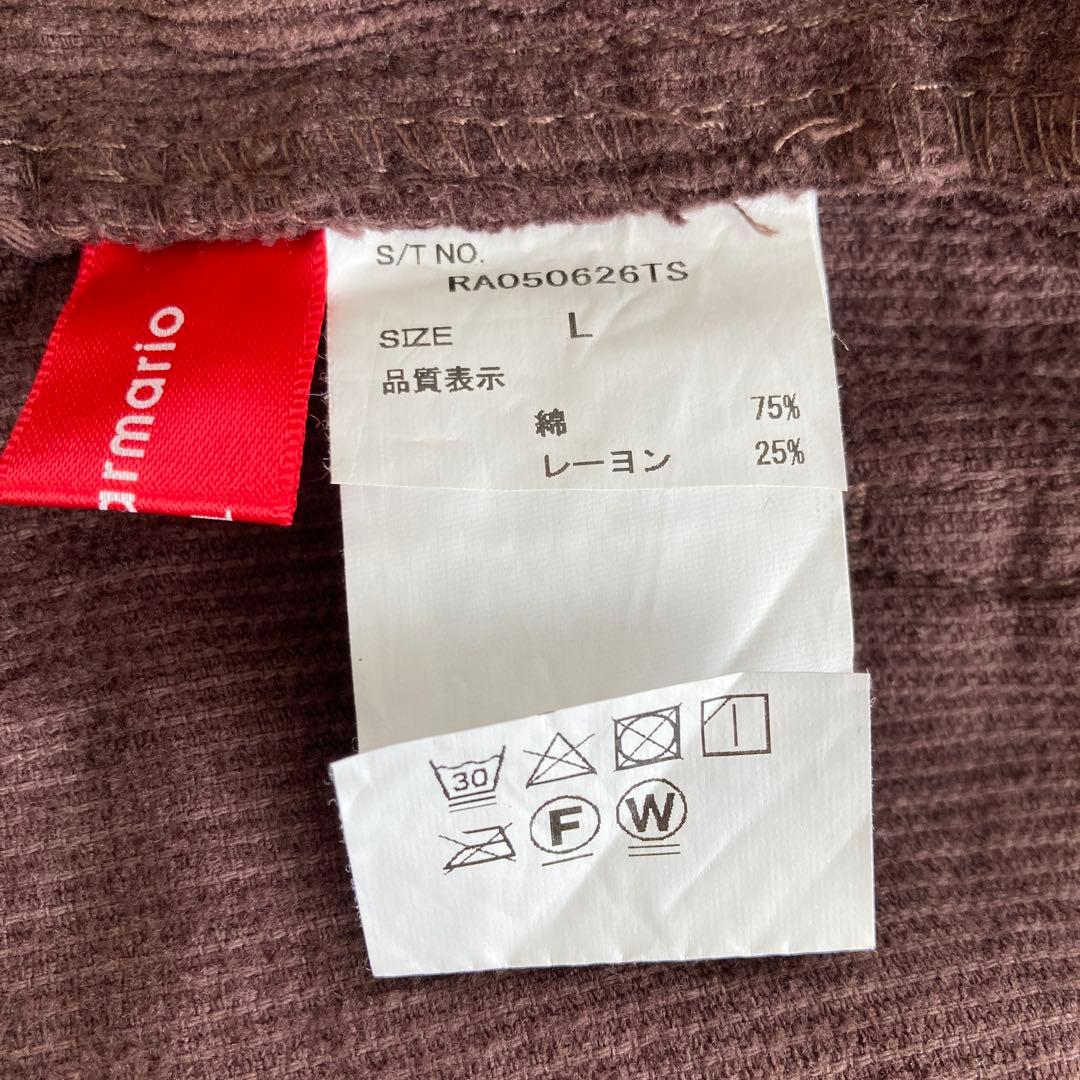 armario
S/T NO.
RA050626TS
SIZE L
品質表示
綿 75%
レーヨン 25%
30
F W